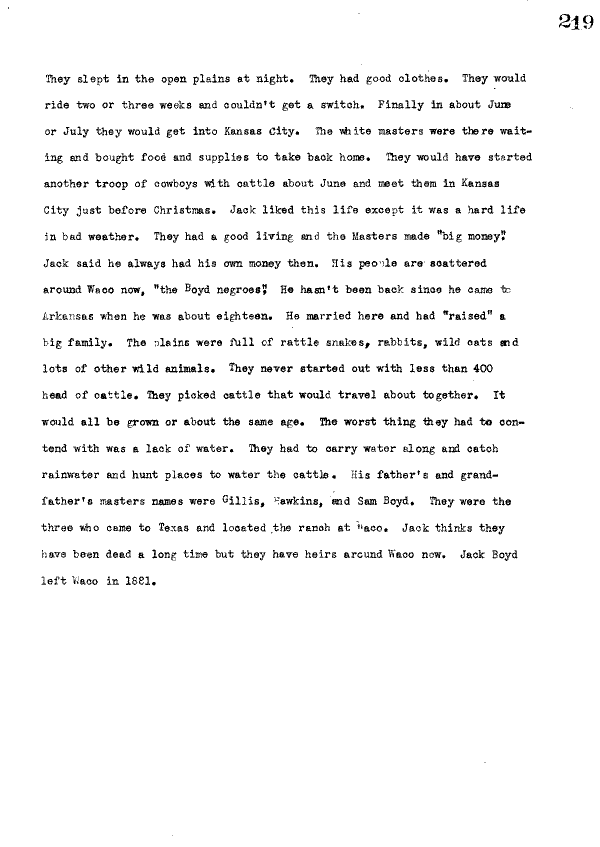 219
They slept in the open plains at night. They had good clothes. They would
ride two or three weeks and couldn't get a switch. Finally in about June
or July they would get into Kansas City. The white masters were there wait-
ing and bought food and supplies to take back home. They would have started
another troop of cowboys with cattle about June and meet them in Kansas
City just before Christmas. Jack liked this life except it was a hard life
in bad weather. They had a good living and the Masters made "big money".
Jack said he always had his own money then. His people are scattered
around Waco now, "the Boyd negroes". He hasn't been back since he came to
Arkansas when he was about eighteen. He married here and had "raised" a
big family. The plains were full of rattle snakes, rabbits, wild cats and
lots of other wild animals. They never started out with less than 400
head of cattle. They picked cattle that would travel about together. It
would all be grown or about the same age. The worst thing they had to con-
tend with was a lack of water. They had to carry water along and catch
rainwater and hunt places to water the cattle. His father's and grand-
father's masters names were Gillis, Hawkins, and Sam Boyd. They were the
three who came to Texas and located the ranch at Waco. Jack thinks they
have been dead a long time but they have heirs around Waco now. Jack Boyd
left Waco in 1881.